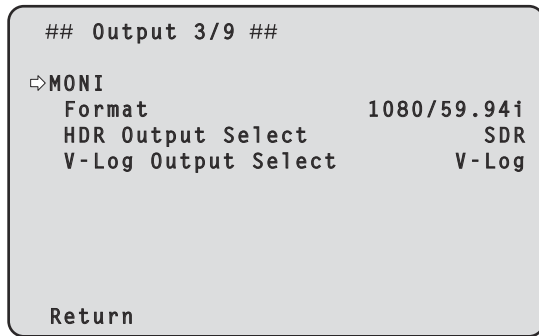 ## Output 3/9 ##
⇨MONI
Format 1080/59.94i
HDR Output Select SDR
V-Log Output Select V-Log
Return